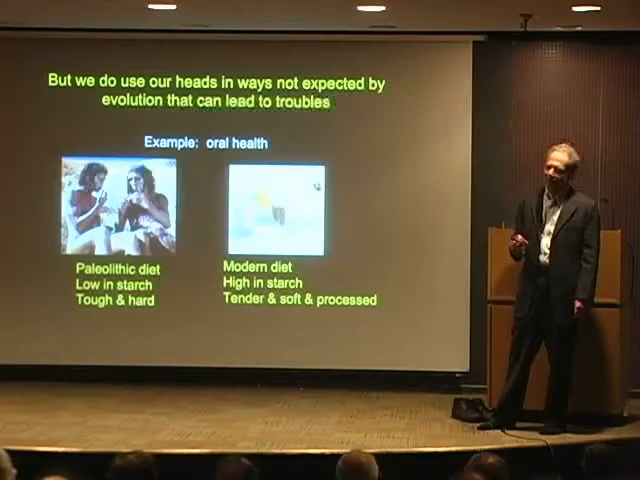 But we do use our heads in ways not expected by
evolution that can lead to troubles
Example: oral health
Paleolithic diet
Low in starch
Tough & hard
Modern diet
High in starch
Tender & soft & processed